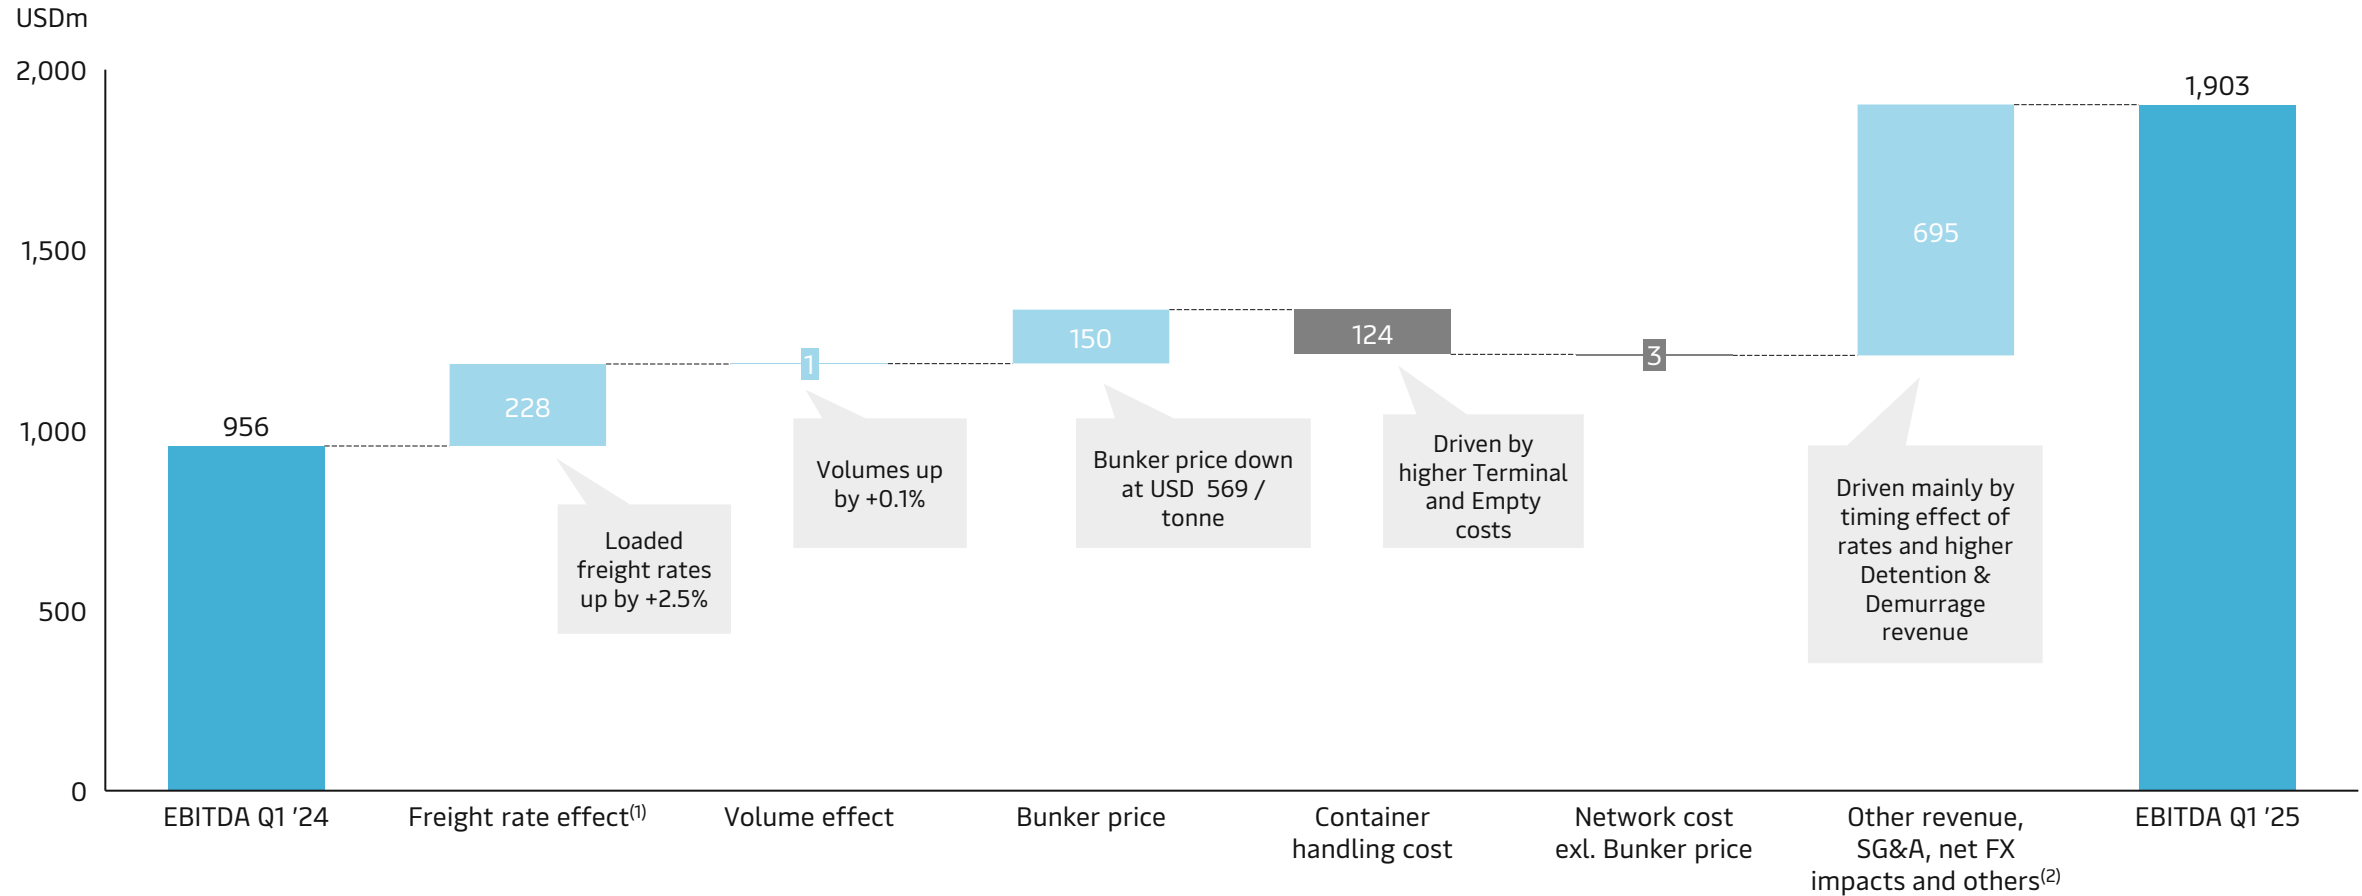 USDm
2,000
1,500
1,000
500
0
956
228
1
150
124
3
695
1,903
Loaded
freight rates
up by +2.5%
Volumes up
by +0.1%
Bunker price down
at USD 569 /
tonne
Driven by
higher Terminal
and Empty
costs
Driven mainly by
timing effect of
rates and higher
Detention &
Demurrage
revenue
EBITDA Q1 ’24
Freight rate effect(1)
Volume effect
Bunker price
Container
handling cost
Network cost
exl. Bunker price
Other revenue,
SG&A, net FX
impacts and others(2)
EBITDA Q1 ’25